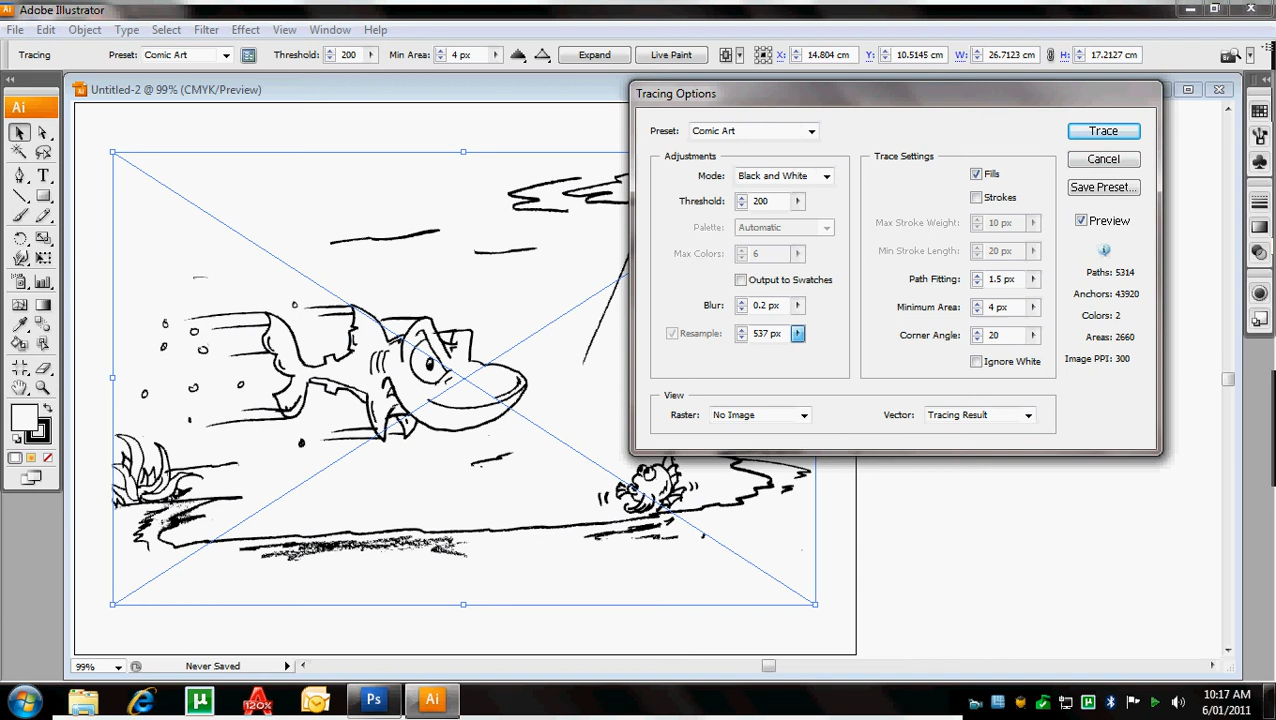 Adobe Illustrator
File Edit Object Type Select Filter Effect View Window Help
Tracing Preset: Comic Art Threshold: 200 Min Area: 4 px Expand Live Paint X: 14.804 cm Y: 10.5145 cm W: 26.7123 cm H: 17.2127 cm
Untitled-2 @ 99% (CMYK/Preview)
Ai
Tracing Options
Preset: Comic Art
Trace
Adjustments
Trace Settings
Cancel
Mode: Black and White
Fills
Save Preset...
Threshold: 200
Strokes
Preview
Palette: Automatic
Max Stroke Weight: 10 px
Max Colors: 6
Min Stroke Length: 20 px
Output to Swatches
Path Fitting: 1.5 px
Paths: 5314
Blur: 0.2 px
Minimum Area: 4 px
Anchors: 43920
Resample: 537 px
Corner Angle: 20
Colors: 2
Areas: 2660
Ignore White
Image PPI: 300
View
Raster: No Image
Vector: Tracing Result
99% Never Saved
Ps
Ai
120%
10:17 AM
6/01/2011